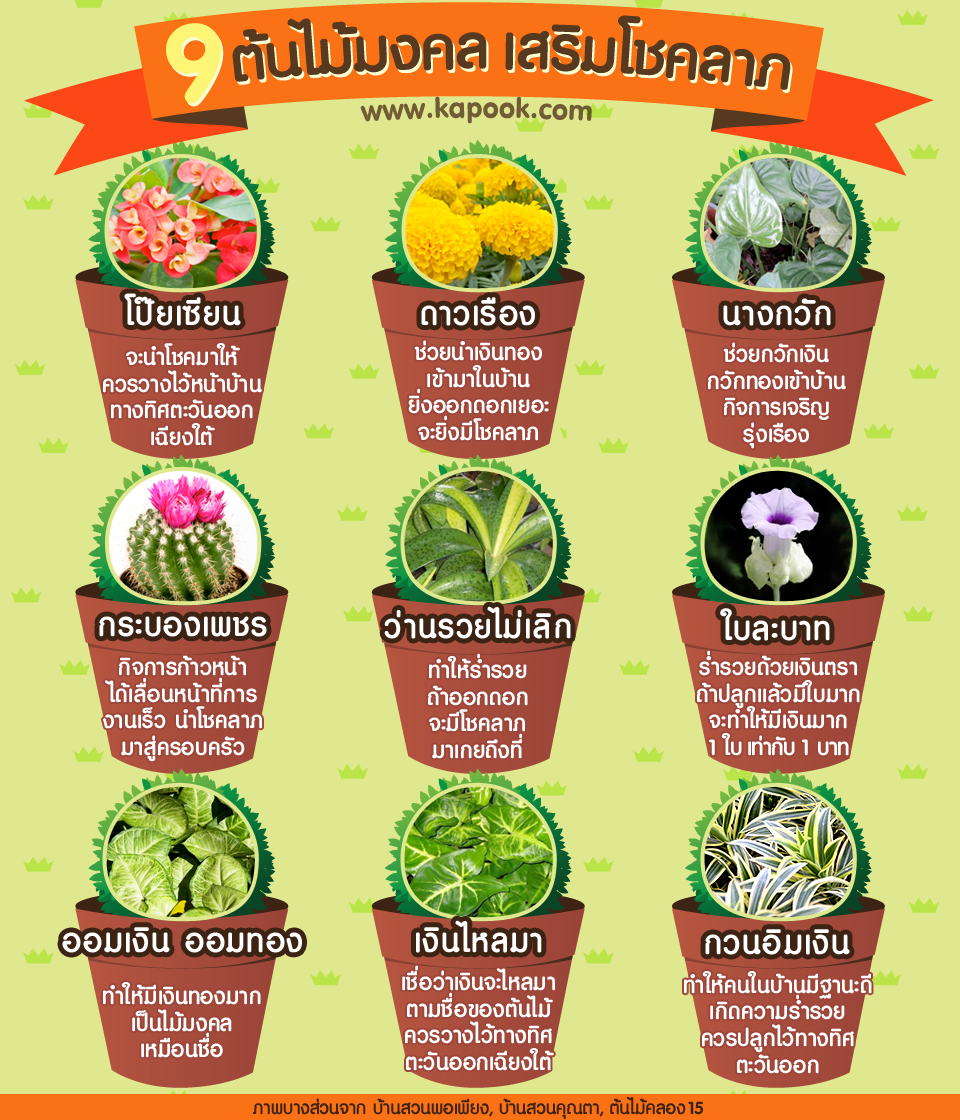 9 ต้นไม้มงคล เสริมโชคลาภ
www.kapook.com
โป๊ยเซียน
จะนำโชคมาให้
ควรวางไว้หน้าบ้าน
ทางทิศตะวันออก
เฉียงใต้
ดาวเรือง
ช่วยนำเงินทอง
เข้ามาในบ้าน
ยิ่งออกดอกเยอะ
จะยิ่งมีโชคลาภ
นางกวัก
ช่วยกวักเงิน
กวักทองเข้าบ้าน
กิจการเจริญ
รุ่งเรือง
กระบองเพชร
กิจการก้าวหน้า
ได้เลื่อนหน้าที่การ
งานเร็ว นำโชคลาภ
มาสู่ครอบครัว
ว่านรวยไม่เลิก
ทำให้ร่ำรวย
ถ้าออกดอก
จะมีโชคลาภ
มาเกยถึงที่
ใบละบาท
ร่ำรวยด้วยเงินตรา
ถ้าปลูกแล้วมีใบมาก
จะทำให้มีเงินมาก
1 ใบ เท่ากับ 1 บาท
ออมเงิน ออมทอง
ทำให้มีเงินทองมาก
เป็นไม้มงคล
เหมือนชื่อ
เงินไหลมา
เชื่อว่าเงินจะไหลมา
ตามชื่อของต้นไม้
ควรวางไว้ทางทิศ
ตะวันออกเฉียงใต้
กวนอิมเงิน
ทำให้คนในบ้านมีฐานะดี
เกิดความร่ำรวย
ควรปลูกไว้ทางทิศ
ตะวันออก
ภาพบางส่วนจาก บ้านสวนพอเพียง, บ้านสวนคุณตา, ต้นไม้คลอง 15